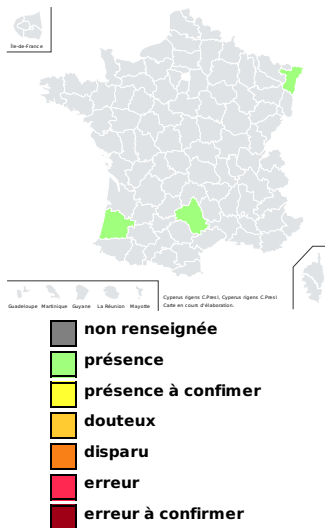 Île-de-France
Guadeloupe Martinique Guyane La Réunion Mayotte
Cyperus rigens C.Presl, Cyperus rigens C.Presl
Carte en cours d'élaboration.
non renseignée
présence
présence à confimer
douteux
disparu
erreur
erreur à confirmer